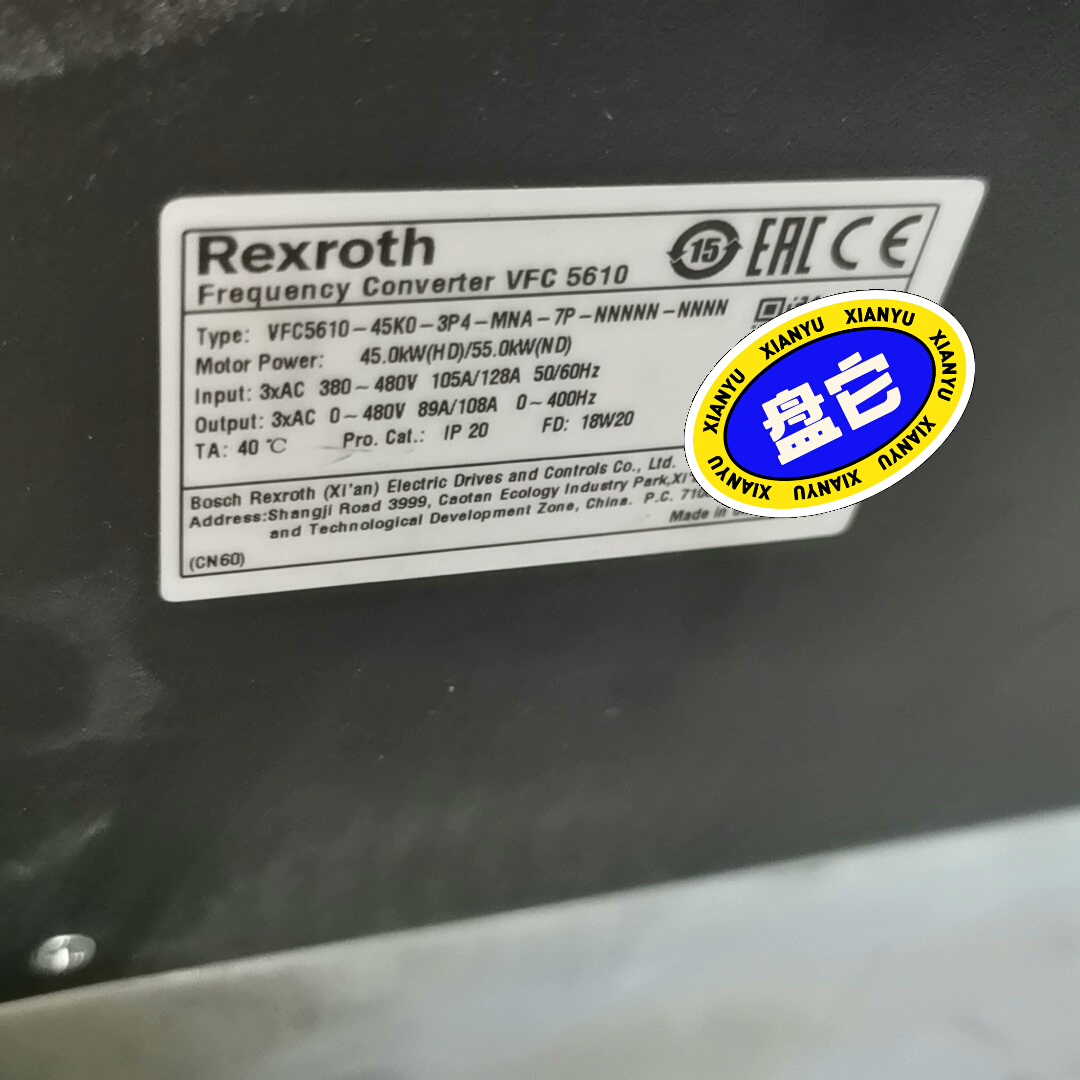 Rexroth
15 EAC CE
Frequency Converter VFC 5610
Type: VFC5610-45K0-3P4-MNA-7P-NNNNN-NNNN
Motor Power: 45.0kW(HD)/55.0kW(ND)
Input: 3xAC 380~480V 105A/128A 50/60Hz
Output: 3xAC 0~480V 89A/108A 0~400Hz
TA: 40℃ Pro. Cat.: IP 20 FD: 18W20
Bosch Rexroth (Xi'an) Electric Drives and Controls Co., Ltd.
Address:Shangji Road 3999, Caotan Ecology Industry Park,
and Technological Development Zone, China. P.C.
Made in
(CN60)
XIANYU XIANYU XIANYU XIANYU XIANYU XIANYU XIANYU XIANYU
盘它